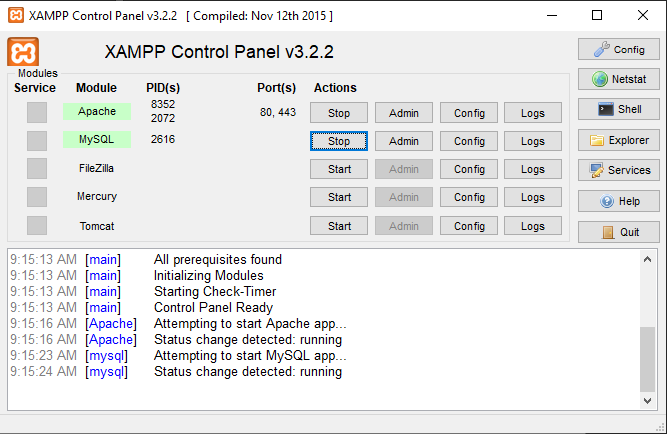 XAMPP Control Panel v3.2.2 [ Compiled: Nov 12th 2015 ]
XAMPP Control Panel v3.2.2
Config
Modules
Service Module PID(s) Port(s) Actions
Netstat
Apache 8352 2072 80, 443 Stop Admin Config Logs
Shell
MySQL 2616 Stop Admin Config Logs
Explorer
FileZilla Start Admin Config Logs
Services
Mercury Start Admin Config Logs
Help
Tomcat Start Admin Config Logs
Quit
9:15:13 AM [main] All prerequisites found
9:15:13 AM [main] Initializing Modules
9:15:13 AM [main] Starting Check-Timer
9:15:13 AM [main] Control Panel Ready
9:15:16 AM [Apache] Attempting to start Apache app...
9:15:16 AM [Apache] Status change detected: running
9:15:23 AM [mysql] Attempting to start MySQL app...
9:15:24 AM [mysql] Status change detected: running